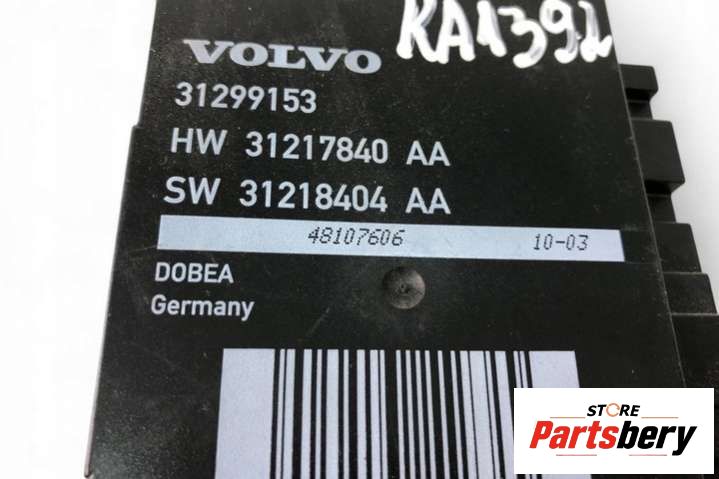 KA1392
VOLVO
31299153
HW 31217840 AA
SW 31218404 AA
48107606 10-03
DOBEA
Germany
STORE
Partsbery